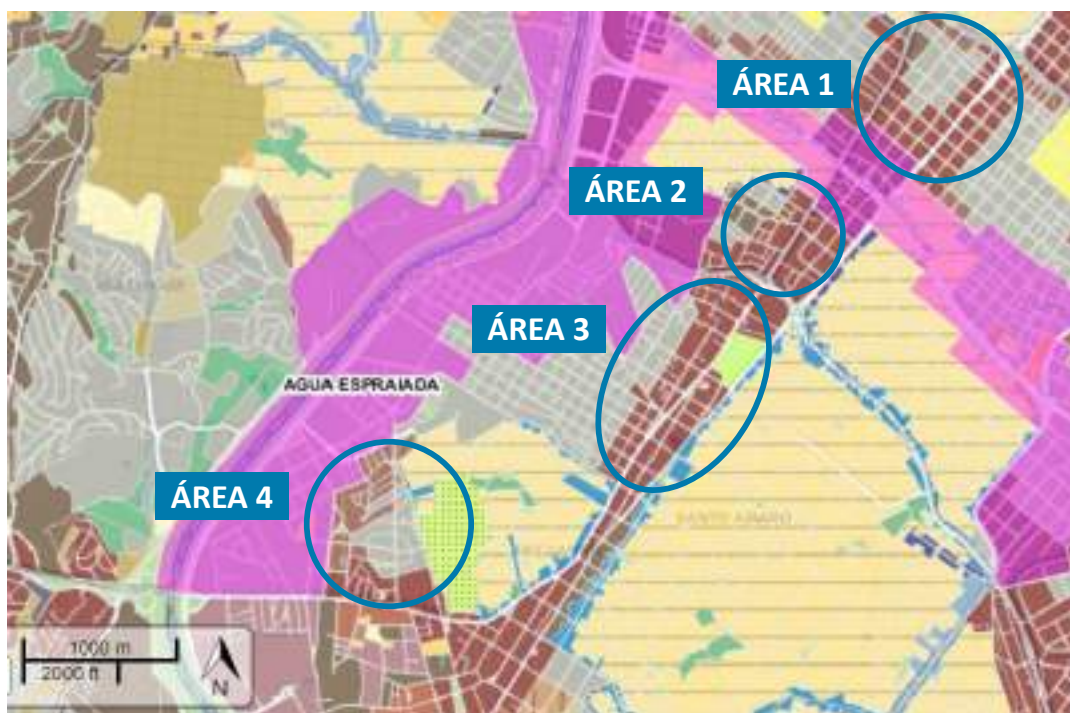 ÁREA 1
ÁREA 2
ÁREA 3
AGUA ESPRAIADA
ÁREA 4
SANTO AMARO
1000 m
2000 ft
N